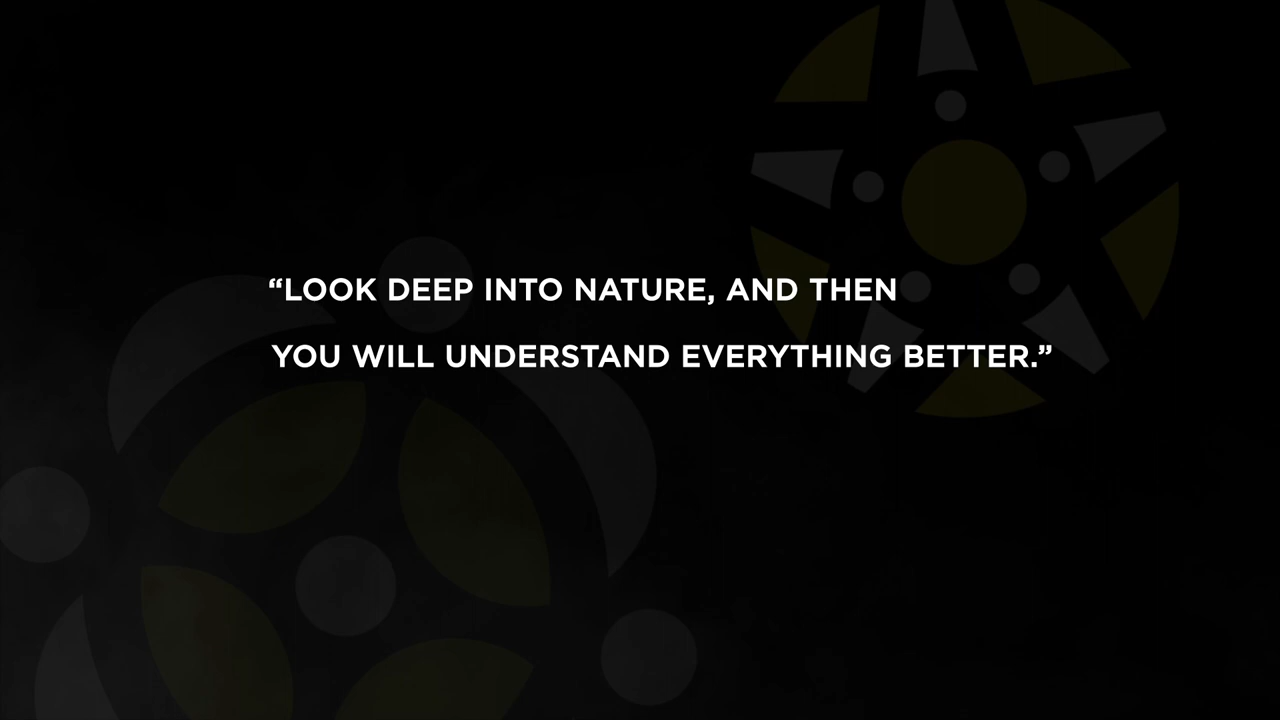 “LOOK DEEP INTO NATURE, AND THEN
YOU WILL UNDERSTAND EVERYTHING BETTER.”